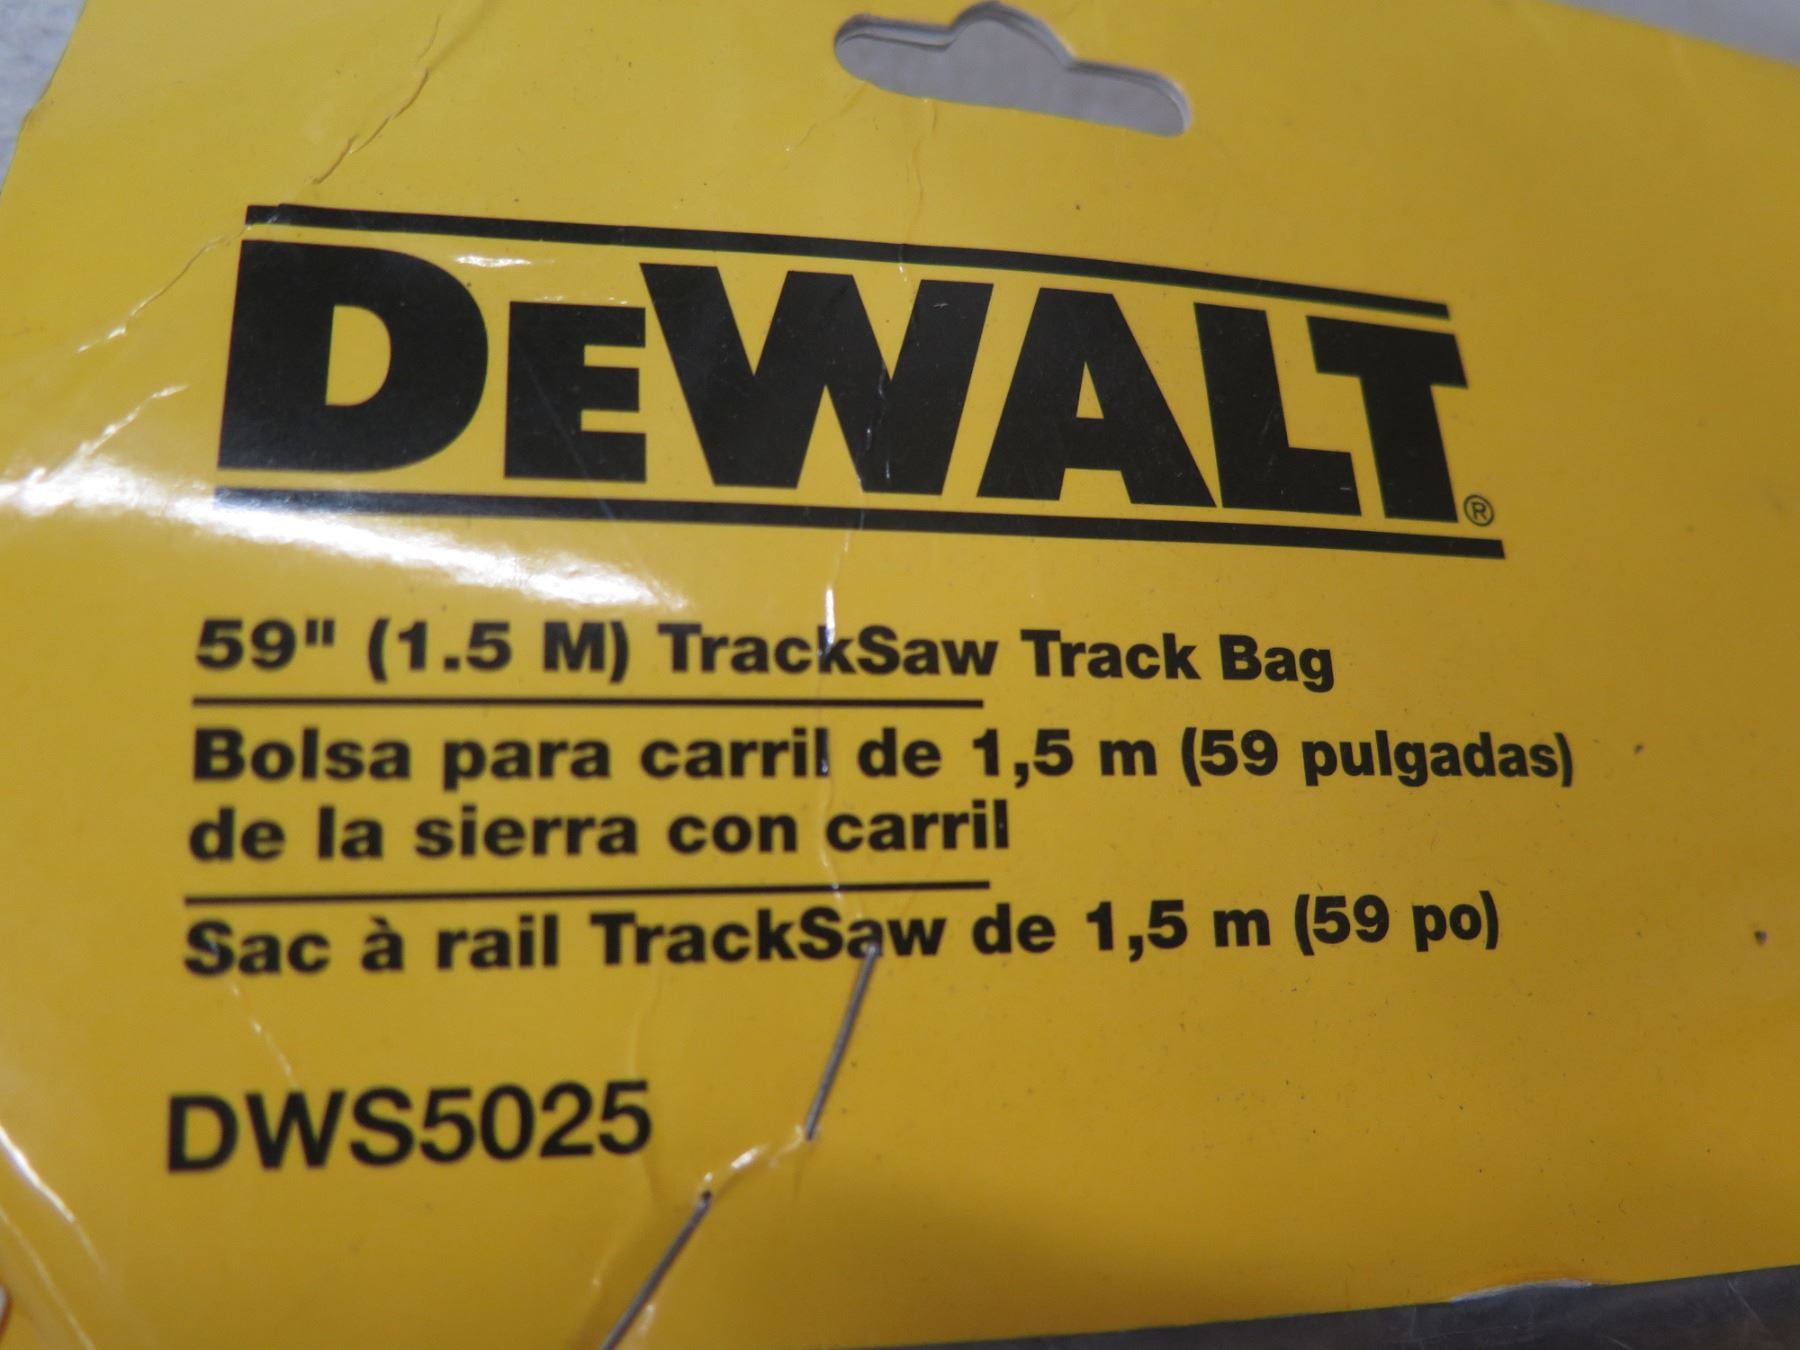 DEWALT®
59" (1.5 M) TrackSaw Track Bag
Bolsa para carril de 1,5 m (59 pulgadas)
de la sierra con carril
Sac à rail TrackSaw de 1,5 m (59 po)
DWS5025